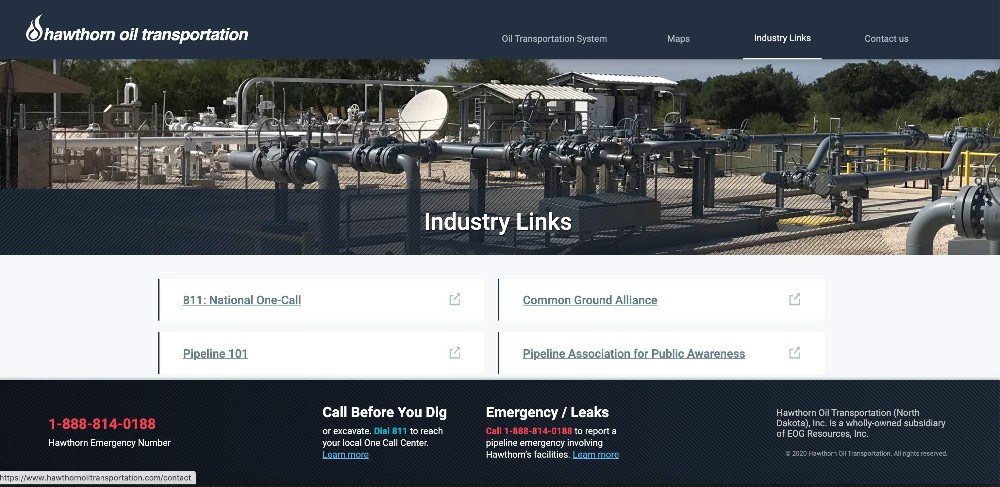 hawthorn oil transportation
Oil Transportation System
Maps
Industry Links
Contact us
Industry Links
811: National One-Call
Common Ground Alliance
Pipeline 101
Pipeline Association for Public Awareness
1-888-814-0188
Hawthorn Emergency Number
Call Before You Dig
or excavate. Dial 811 to reach
your local One Call Center.
Learn more
Emergency / Leaks
Call 1-888-814-0188 to report a
pipeline emergency involving
Hawthorn's facilities. Learn more
Hawthorn Oil Transportation (North
Dakota), Inc. is a wholly-owned subsidiary
of EOG Resources, Inc.
© 2020 Hawthorn Oil Transportation. All rights reserved.
https://www.hawthornoiltransportation.com/contact